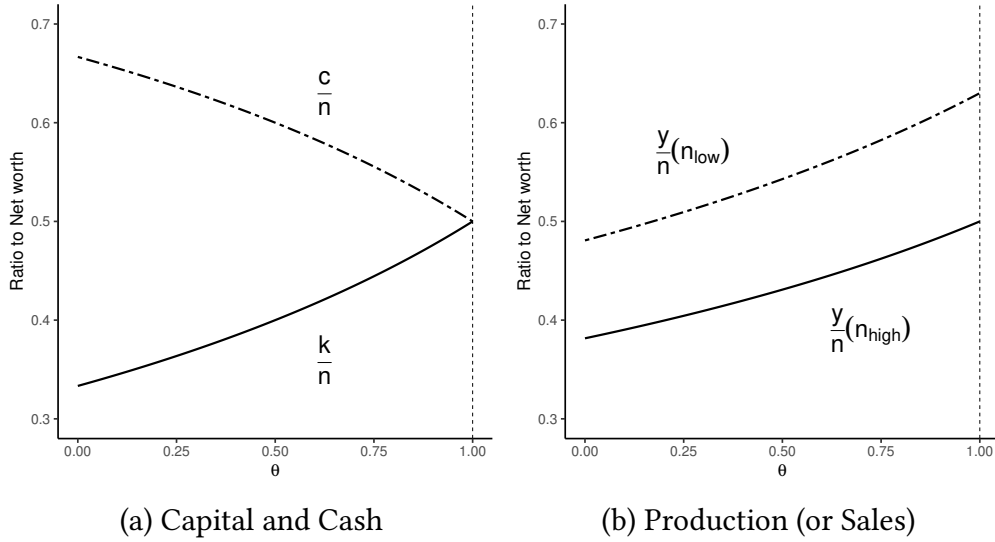 0.7
0.6
0.5
0.4
0.3
Ratio to Net worth
c
n
k
n
0.00 0.25 0.50 0.75 1.00
θ
(a) Capital and Cash
0.7
0.6
0.5
0.4
0.3
Ratio to Net worth
y
n
(n_low)
y
n
(n_high)
0.00 0.25 0.50 0.75 1.00
θ
(b) Production (or Sales)